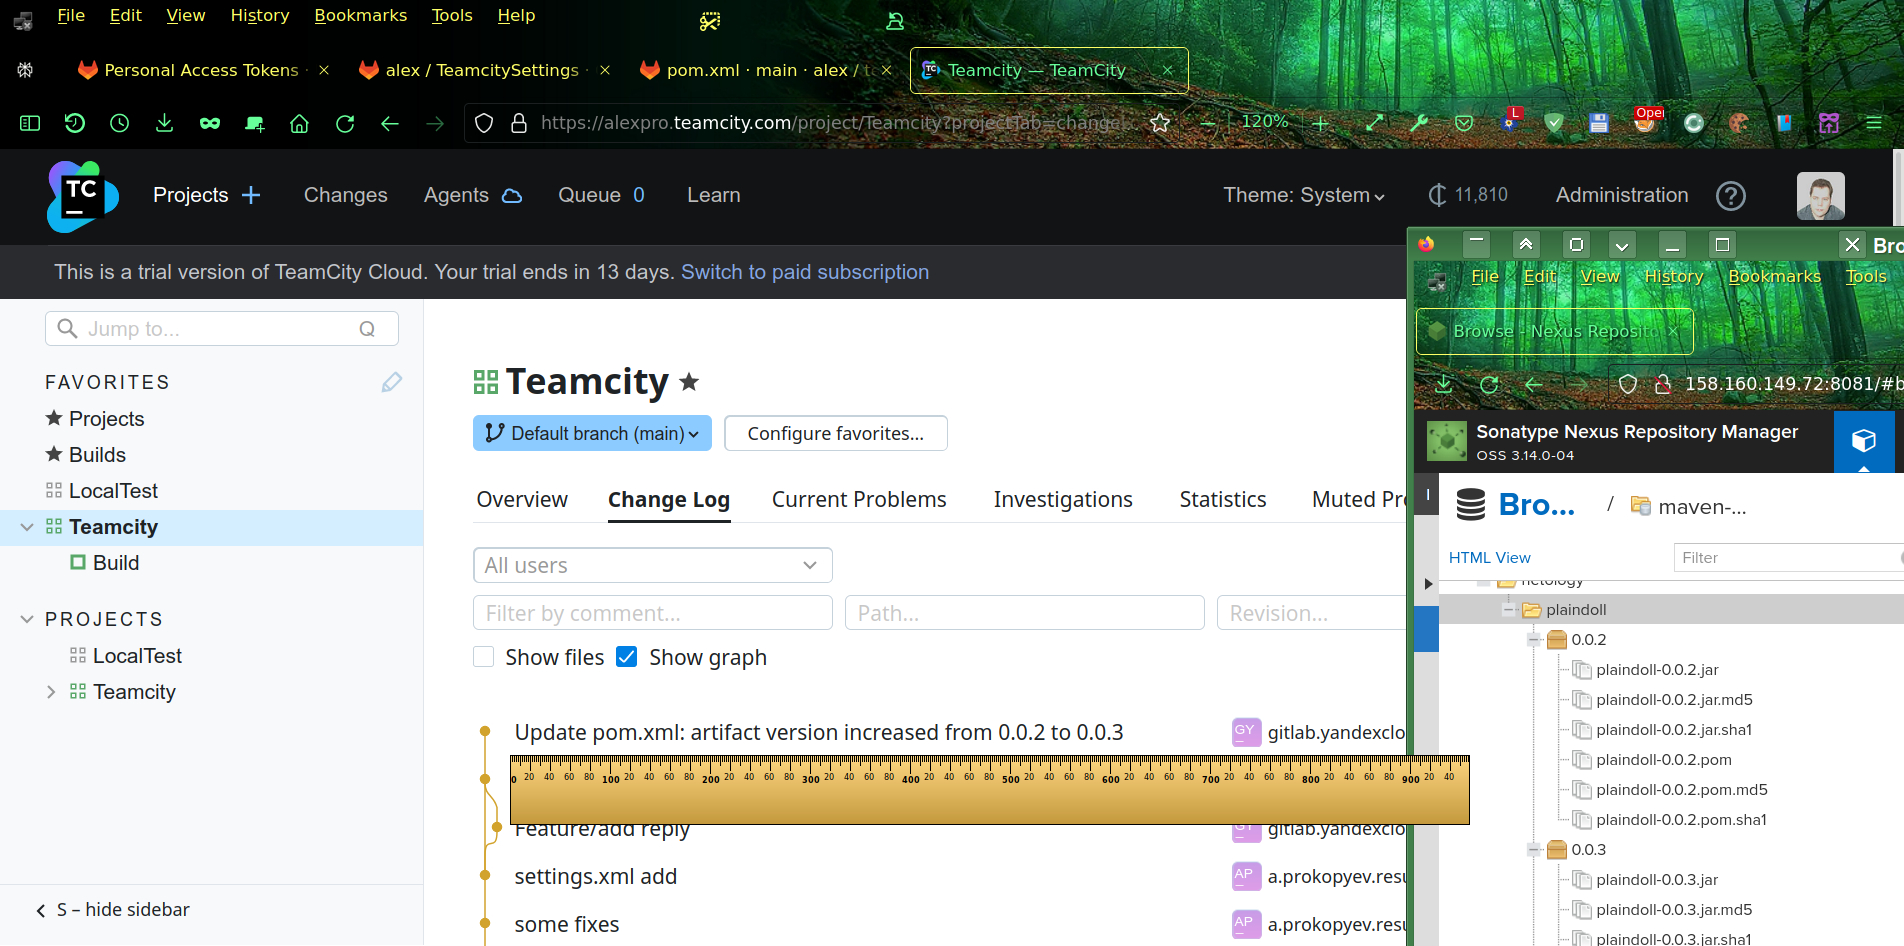 File Edit View History Bookmarks Tools Help
Personal Access Tokens
alex / TeamcitySettings
pom.xml · main · alex /
Teamcity — TeamCity
https://alexpro.teamcity.com/project/Teamcity?projectTab=change
120%
L
TC
Projects Changes Agents Queue 0 Learn
Theme: System 11,810 Administration
This is a trial version of TeamCity Cloud. Your trial ends in 13 days. Switch to paid subscription
Jump to... Q
FAVORITES
Projects
Builds
LocalTest
Teamcity
Build
PROJECTS
LocalTest
Teamcity
S – hide sidebar
Teamcity
Default branch (main)
Configure favorites...
Overview Change Log Current Problems Investigations Statistics Muted
All users
Filter by comment... Path... Revision...
Show files Show graph
Update pom.xml: artifact version increased from 0.0.2 to 0.0.3
GY
0 20 40 60 80 100 20 40 60 80 200 20 40 60 80 300 20 40 60 80 400 20 40 60 80 500 20 40 60 80 600 20 40 60 80 700 20 40 60 80 800 20 40 60 80 900 20 40
Feature/add reply
GY
settings.xml add
AP
some fixes
AP
File Edit View History Bookmarks Tools
Browse - Nexus
158.160.149.72:8081/#b
Sonatype Nexus Repository Manager
OSS 3.14.0-04
Bro... / maven-...
HTML View
Filter
netology
plaindoll
0.0.2
plaindoll-0.0.2.jar
plaindoll-0.0.2.jar.md5
plaindoll-0.0.2.jar.sha1
plaindoll-0.0.2.pom
plaindoll-0.0.2.pom.md5
plaindoll-0.0.2.pom.sha1
0.0.3
plaindoll-0.0.3.jar
plaindoll-0.0.3.jar.md5
plaindoll-0.0.3.jar.sha1